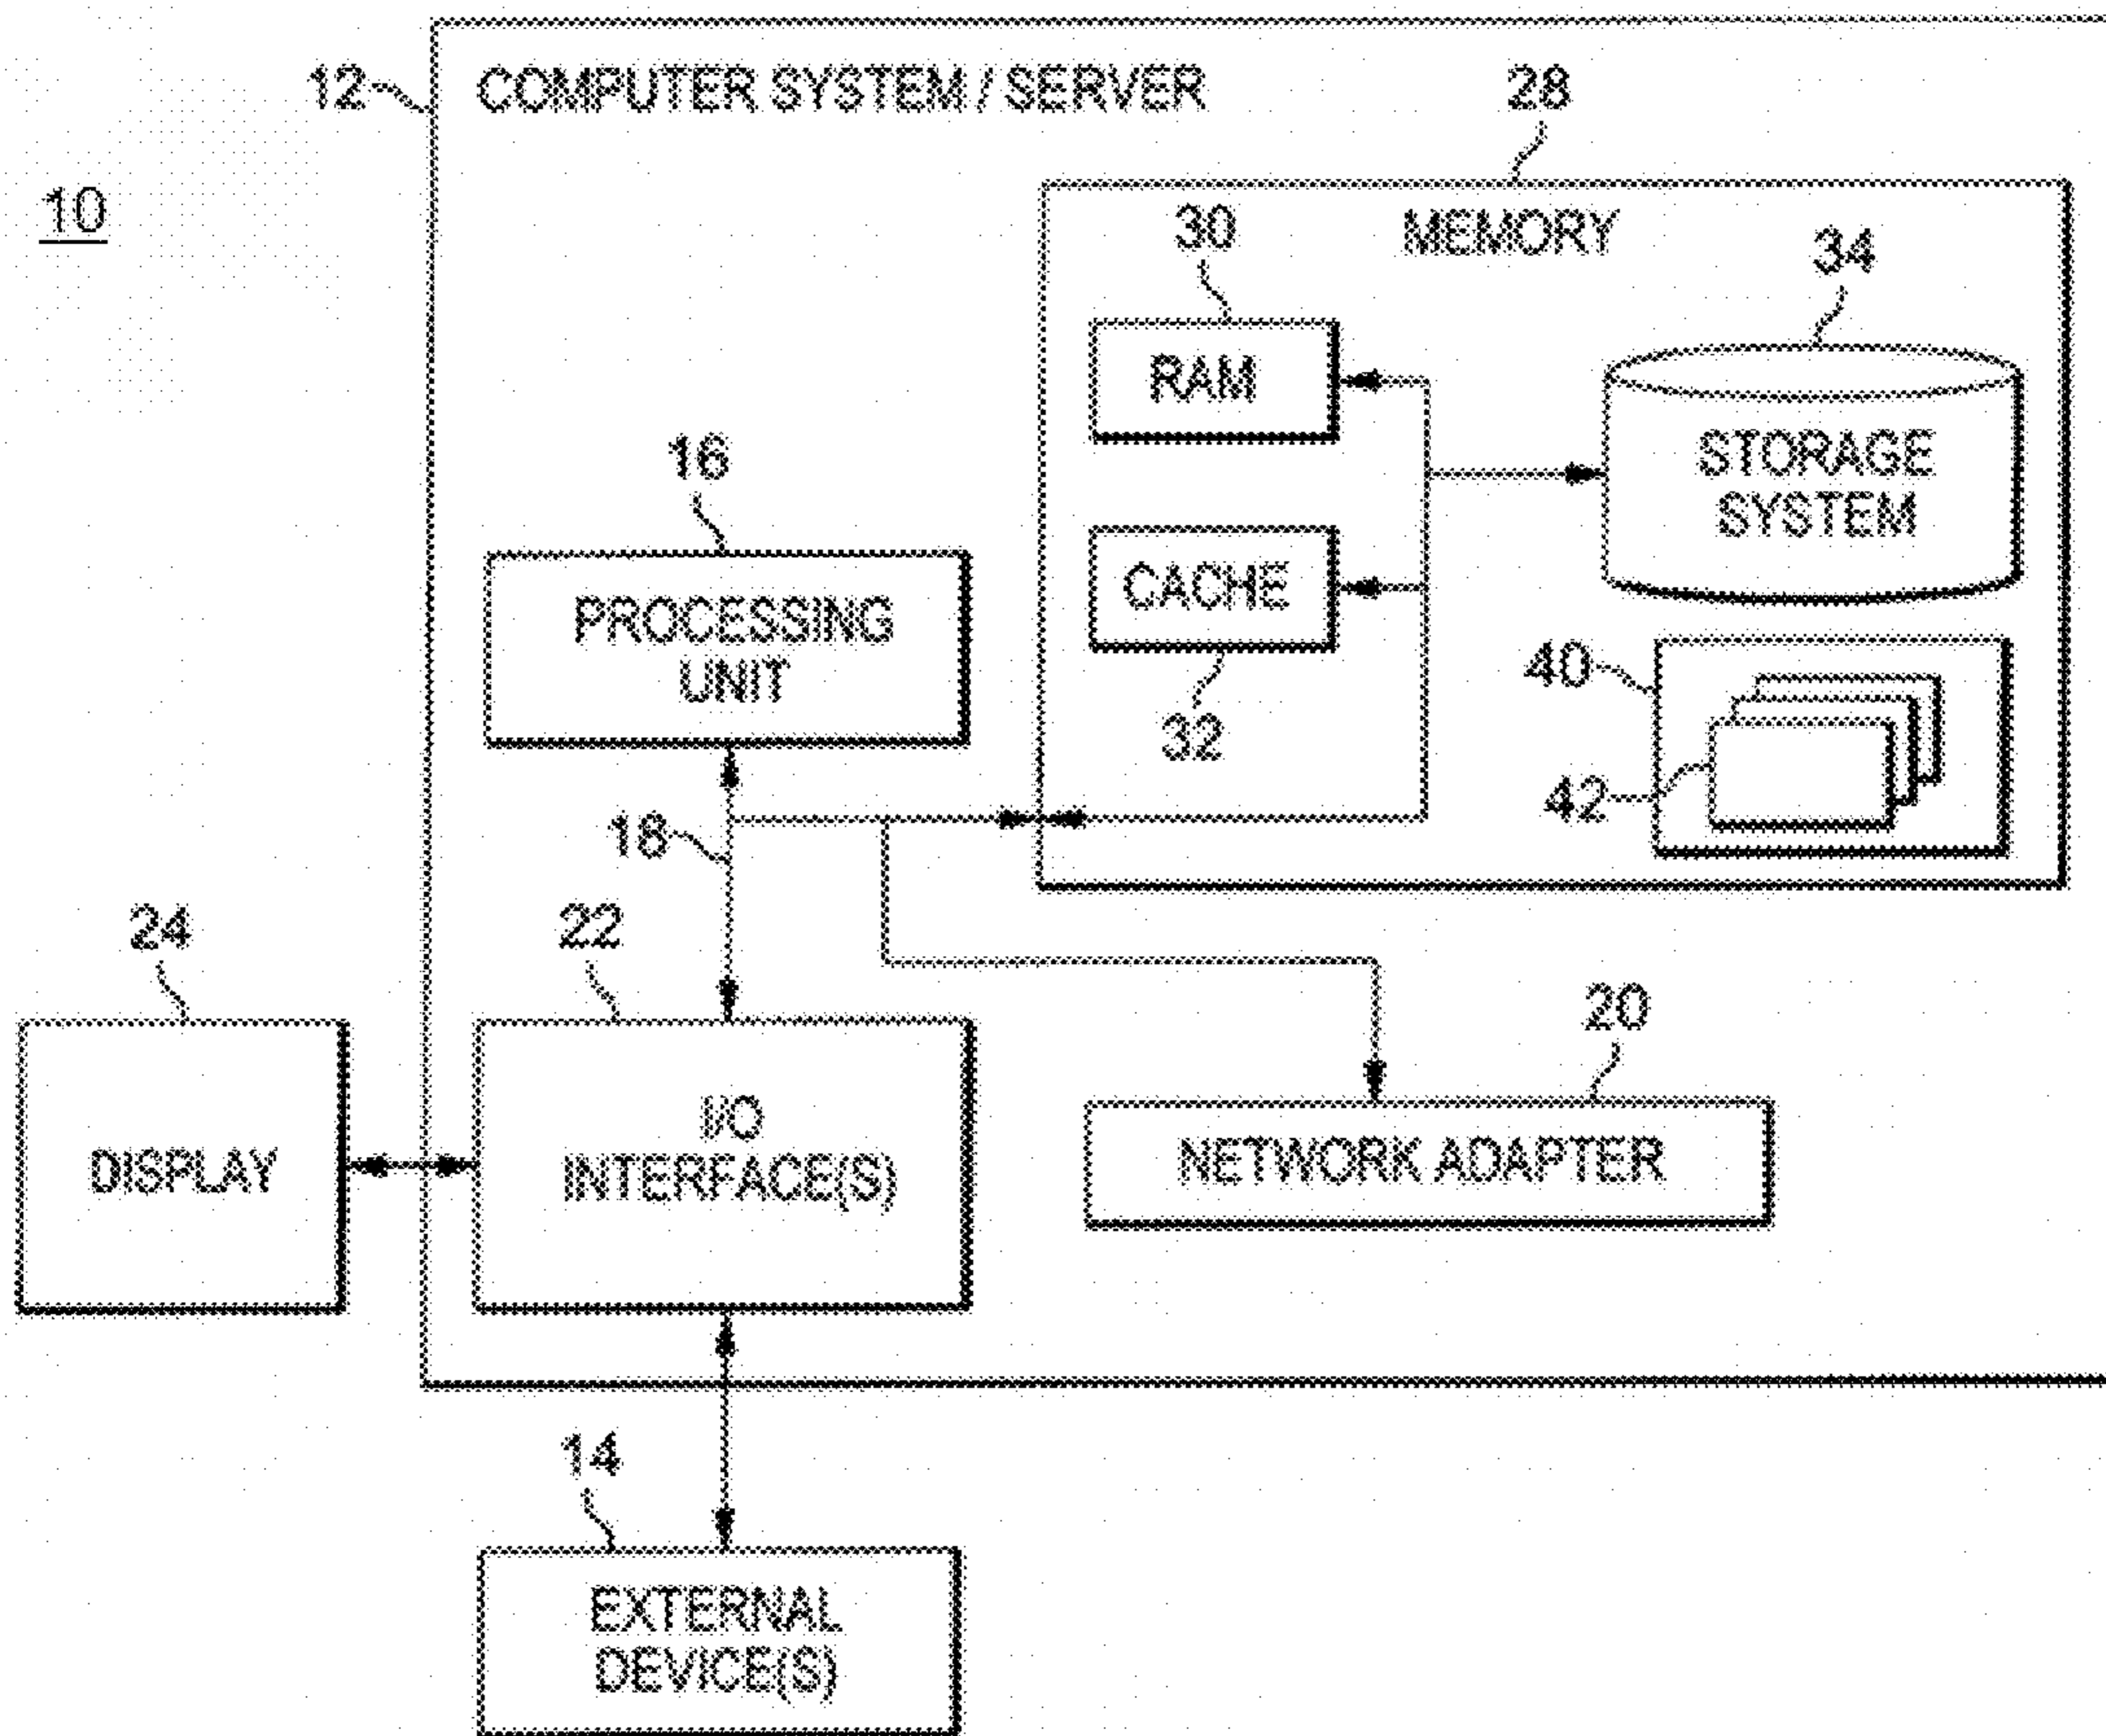 12
COMPUTER SYSTEM / SERVER
28
10
30
MEMORY
34
RAM
STORAGE
SYSTEM
16
CACHE
PROCESSING
UNIT
32
40
42
18
24
22
20
I/O
INTERFACE(S)
DISPLAY
NETWORK ADAPTER
14
EXTERNAL
DEVICE(S)